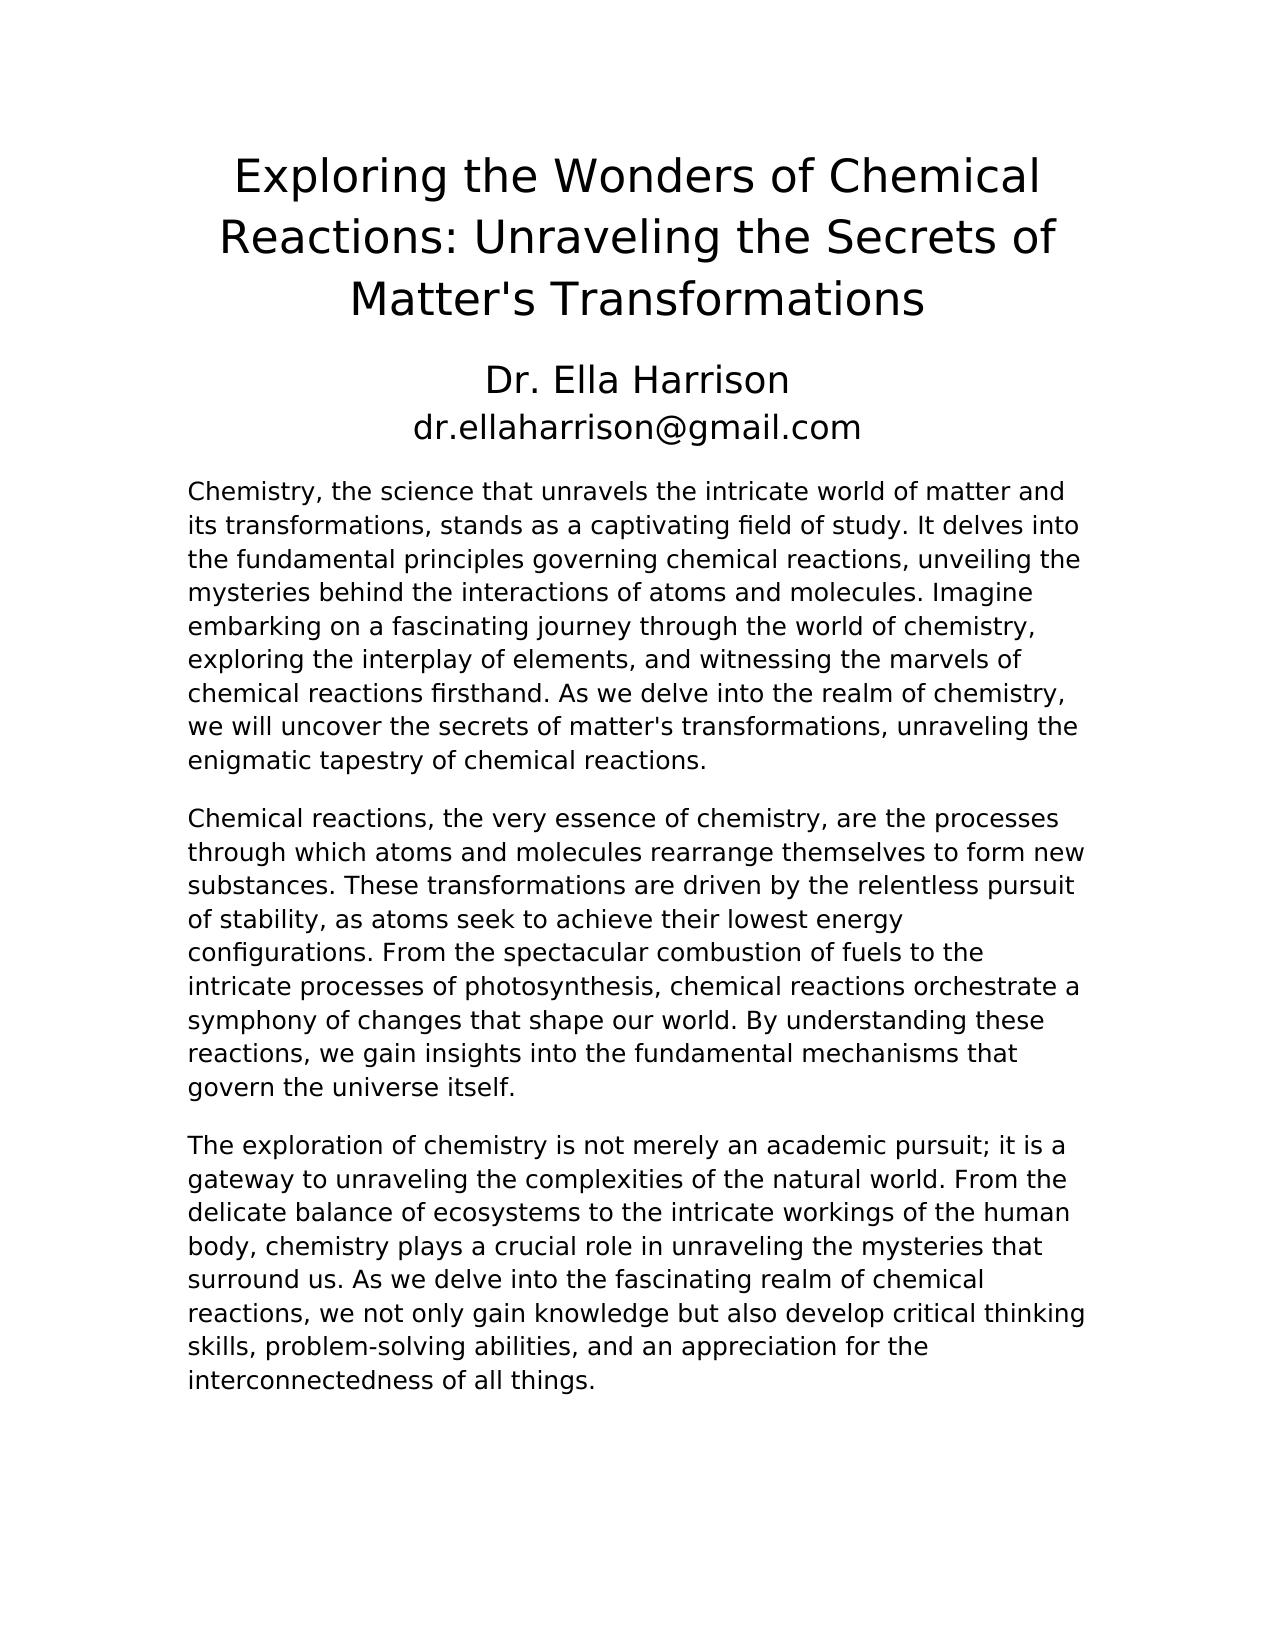 Exploring the Wonders of Chemical
Reactions: Unraveling the Secrets of
Matter's Transformations
Dr. Ella Harrison
dr.ellaharrison@gmail.com
Chemistry, the science that unravels the intricate world of matter and
its transformations, stands as a captivating field of study. It delves into
the fundamental principles governing chemical reactions, unveiling the
mysteries behind the interactions of atoms and molecules. Imagine
embarking on a fascinating journey through the world of chemistry,
exploring the interplay of elements, and witnessing the marvels of
chemical reactions firsthand. As we delve into the realm of chemistry,
we will uncover the secrets of matter's transformations, unraveling the
enigmatic tapestry of chemical reactions.
Chemical reactions, the very essence of chemistry, are the processes
through which atoms and molecules rearrange themselves to form new
substances. These transformations are driven by the relentless pursuit
of stability, as atoms seek to achieve their lowest energy
configurations. From the spectacular combustion of fuels to the
intricate processes of photosynthesis, chemical reactions orchestrate a
symphony of changes that shape our world. By understanding these
reactions, we gain insights into the fundamental mechanisms that
govern the universe itself.
The exploration of chemistry is not merely an academic pursuit; it is a
gateway to unraveling the complexities of the natural world. From the
delicate balance of ecosystems to the intricate workings of the human
body, chemistry plays a crucial role in unraveling the mysteries that
surround us. As we delve into the fascinating realm of chemical
reactions, we not only gain knowledge but also develop critical thinking
skills, problem-solving abilities, and an appreciation for the
interconnectedness of all things.